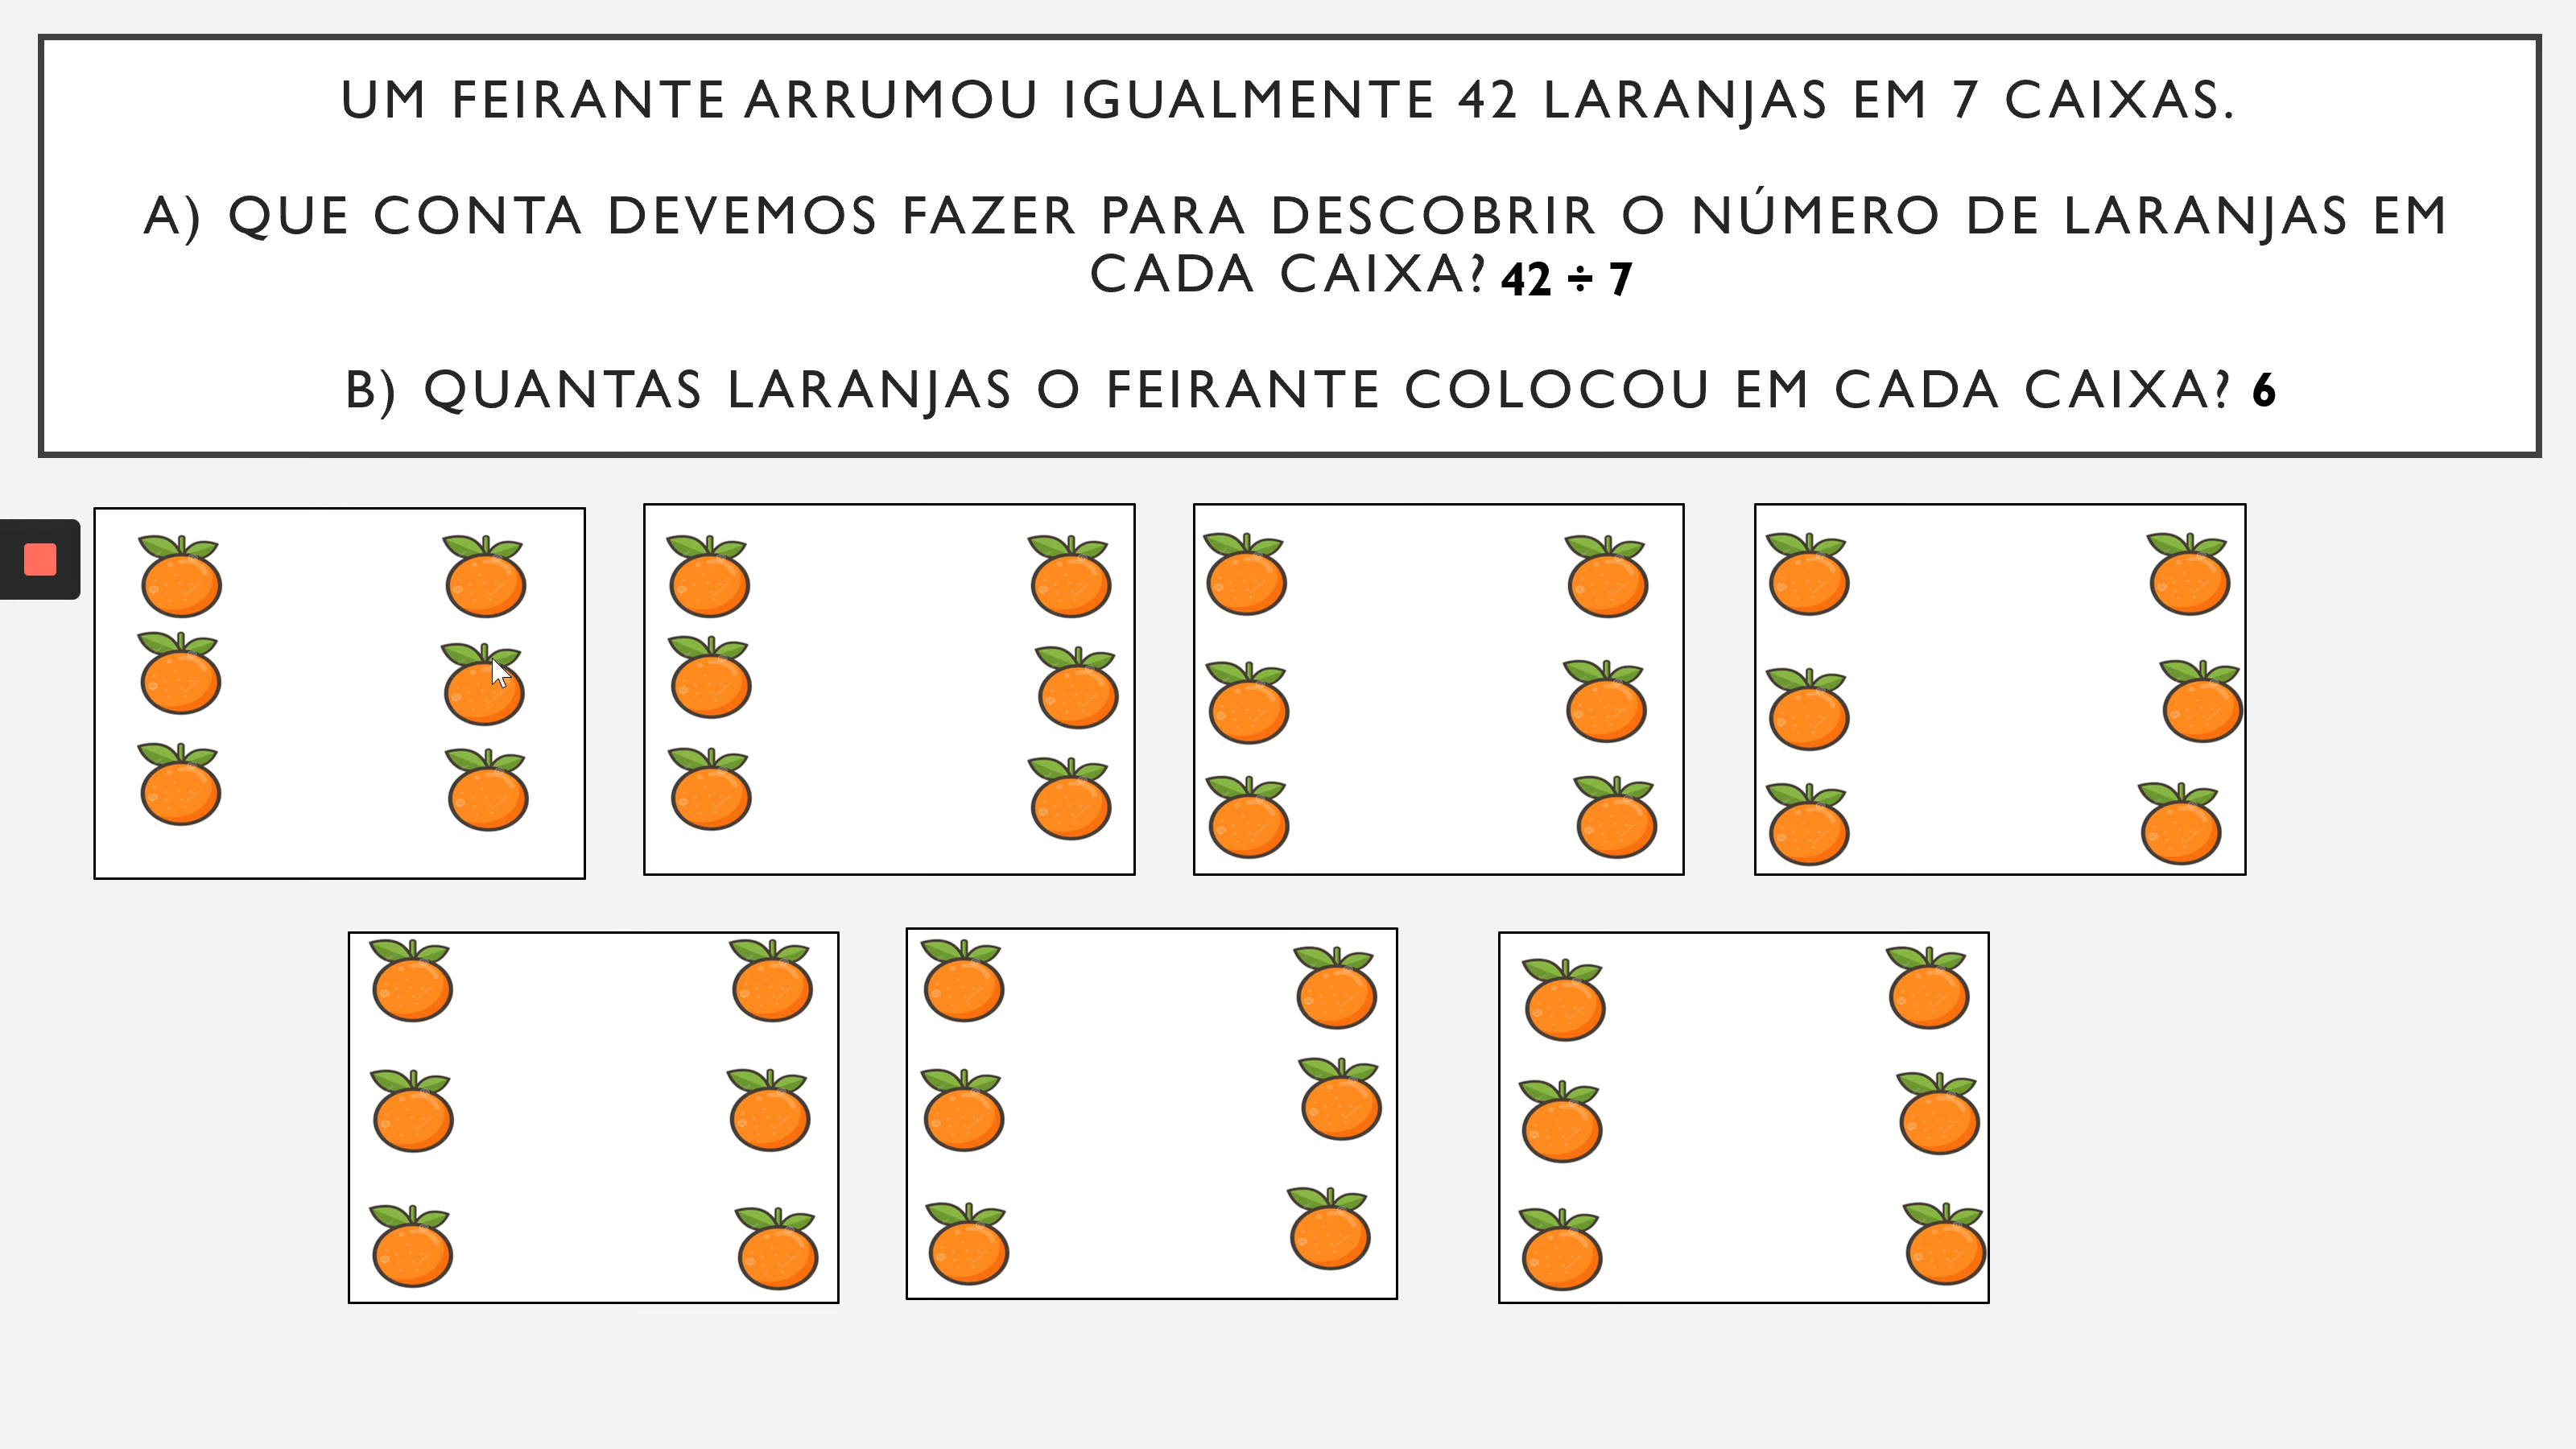 UM FEIRANTE ARRUMOU IGUALMENTE 42 LARANJAS EM 7 CAIXAS.
A) QUE CONTA DEVEMOS FAZER PARA DESCOBRIR O NÚMERO DE LARANJAS EM
CADA CAIXA? 42 ÷ 7
B) QUANTAS LARANJAS O FEIRANTE COLOCOU EM CADA CAIXA? 6